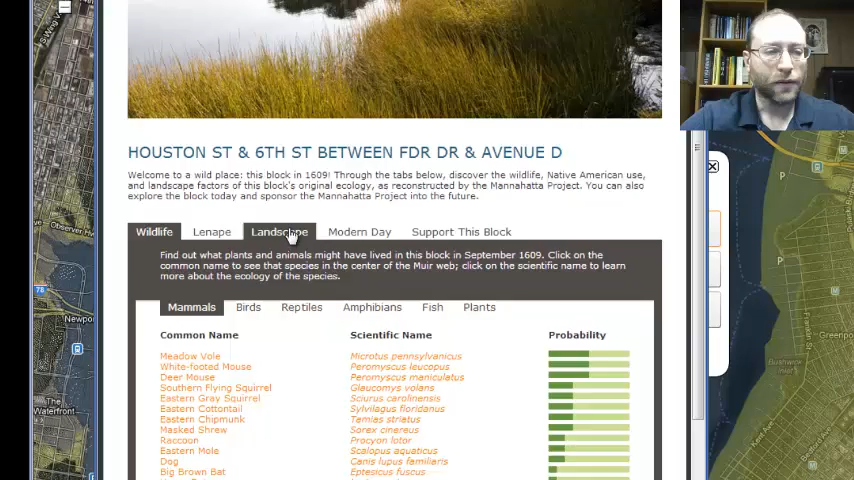 HOUSTON ST & 6TH ST BETWEEN FDR DR & AVENUE D
Welcome to a wild place: this block in 1609! Through the tabs below, discover the wildlife, Native American use,
and landscape factors of this block's original ecology, as reconstructed by the Mannahatta Project. You can also
explore the block today and sponsor the Mannahatta Project into the future.
Wildlife Lenape Landscape Modern Day Support This Block
Find out what plants and animals might have lived in this block in September 1609. Click on the
common name to see that species in the center of the Muir web; click on the scientific name to learn
more about the ecology of the species.
Mammals Birds Reptiles Amphibians Fish Plants
Common Name Scientific Name Probability
Meadow Vole Microtus pennsylvanicus
White-footed Mouse Peromyscus leucopus
Deer Mouse Peromyscus maniculatus
Southern Flying Squirrel Glaucomys volans
Eastern Gray Squirrel Sciurus carolinensis
Eastern Cottontail Sylvilagus floridanus
Eastern Chipmunk Tamias striatus
Masked Shrew Sorex cinereus
Raccoon Procyon lotor
Eastern Mole Scalopus aquaticus
Dog Canis lupus familiaris
Big Brown Bat Eptesicus fuscus
78
Newpor
The
Waterfront
Greenpo